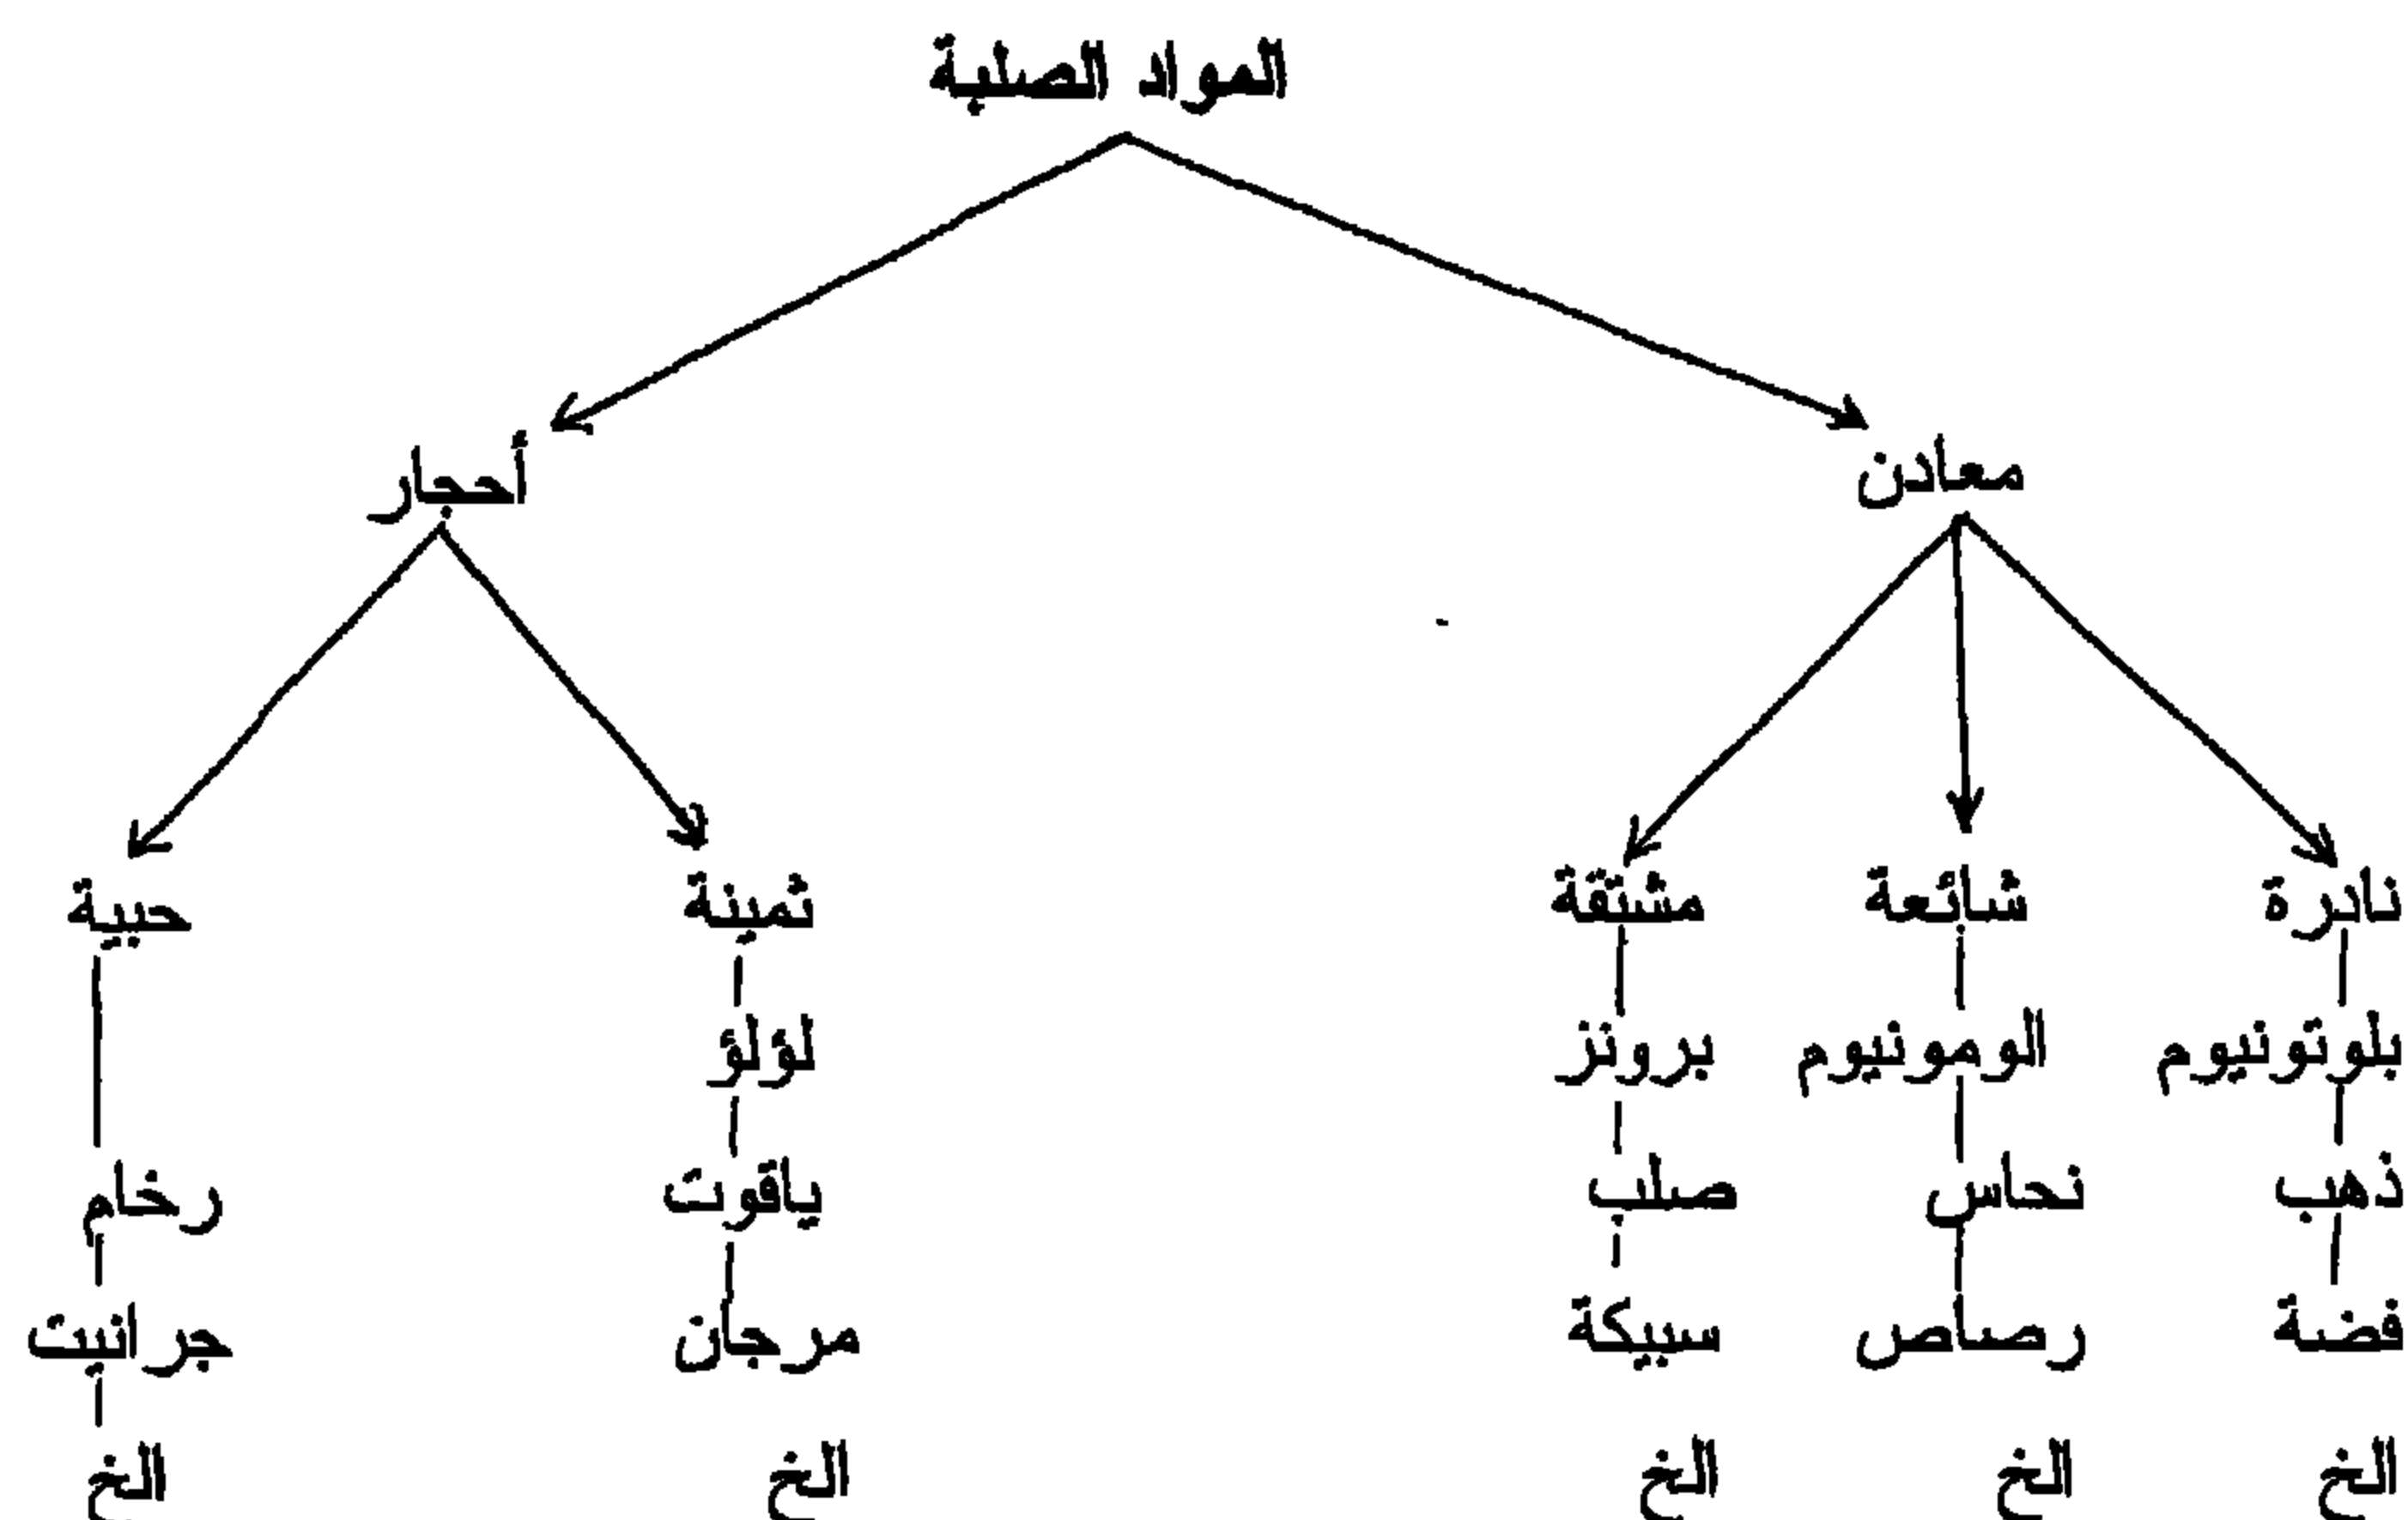 المواد الصلبة
معادن أحجار
نادرة شائعة مشتقة ثمينة حبيبة
بلوتونيوم الومونيوم برونز لؤلؤ
ذهب نحاس صلب ياقوت رخام
فضة رصاص سبيكة مرجان جرانيت
الخ الخ الخ الخ الخ